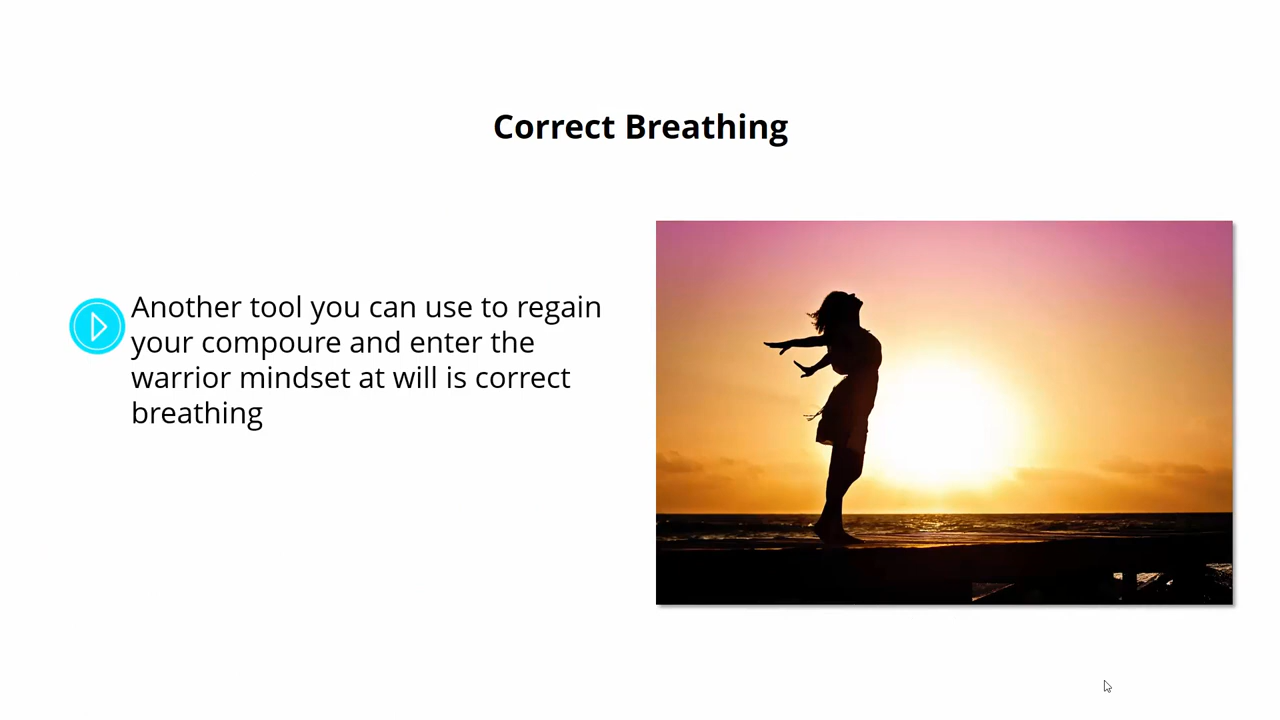 Correct Breathing
Another tool you can use to regain
your compoure and enter the
warrior mindset at will is correct
breathing